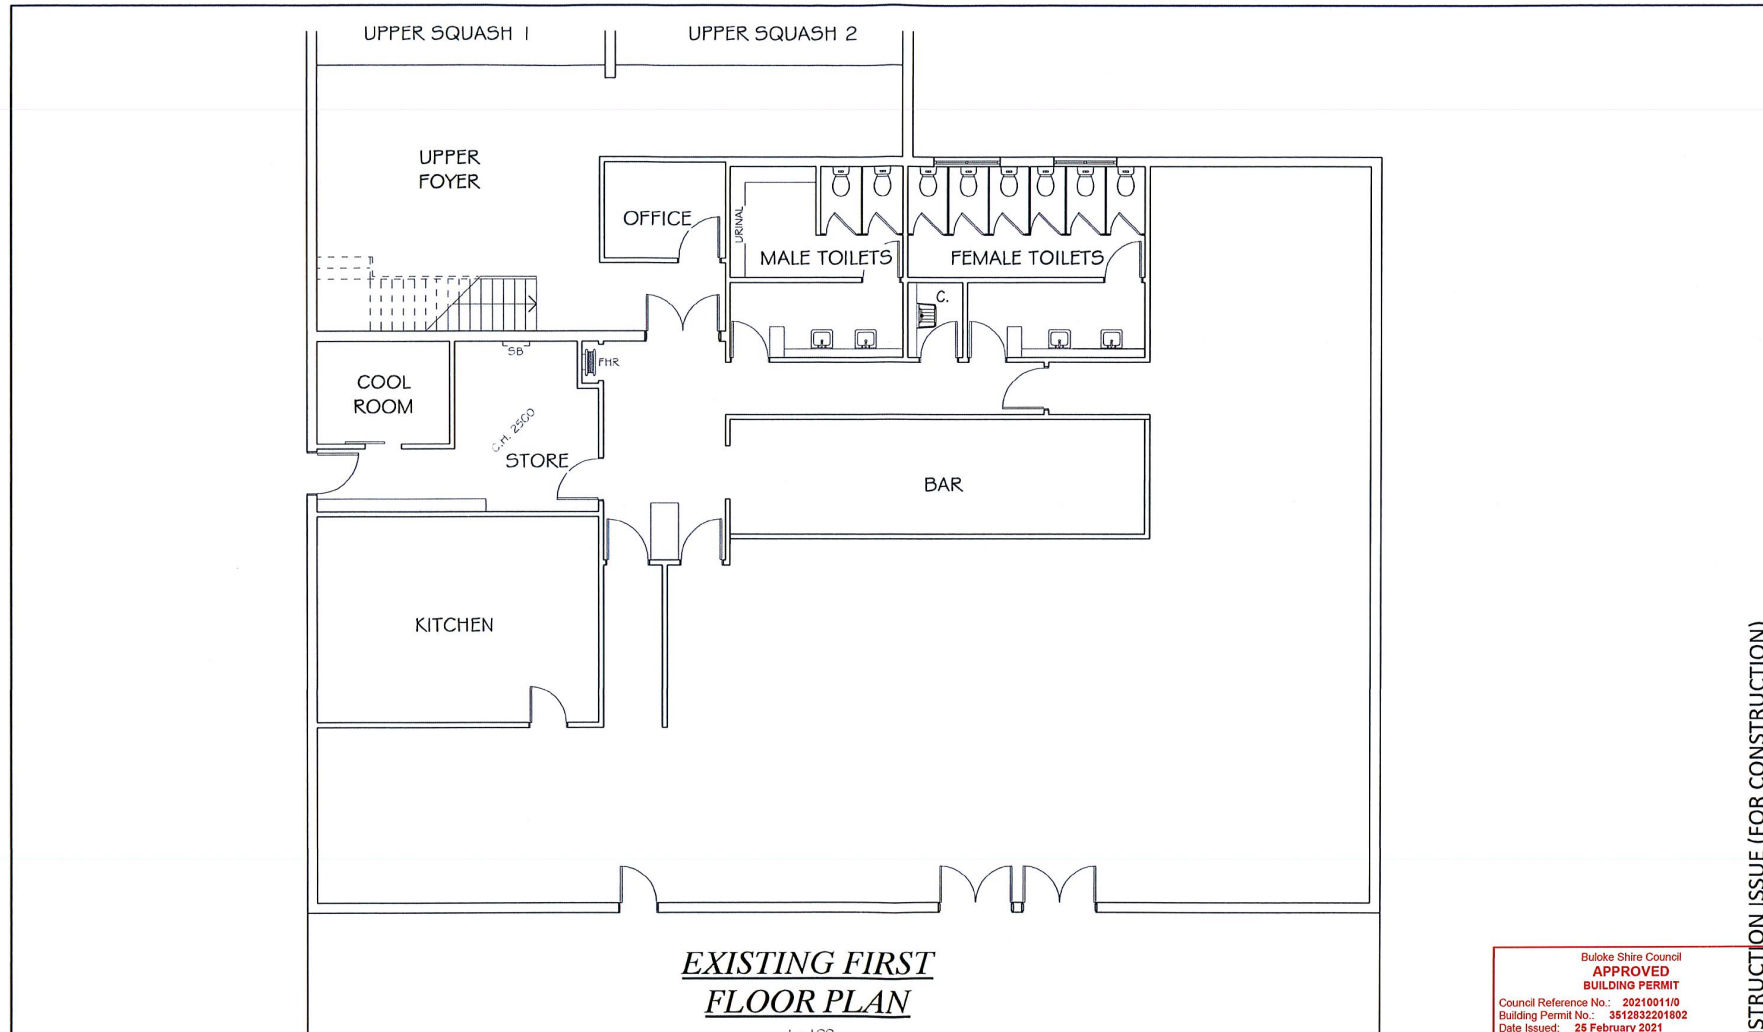 UPPER SQUASH 1
UPPER SQUASH 2
UPPER
FOYER
OFFICE
URINAL
MALE TOILETS
FEMALE TOILETS
C.
SB
FHR
COOL
ROOM
C.H. 2500
STORE
BAR
KITCHEN
EXISTING FIRST
FLOOR PLAN
STRUCTION ISSUE (FOR CONSTRUCTION)
Buloke Shire Council
APPROVED
BUILDING PERMIT
Council Reference No.: 20210011/0
Building Permit No.: 3512832201802
Date Issued: 25 February 2021